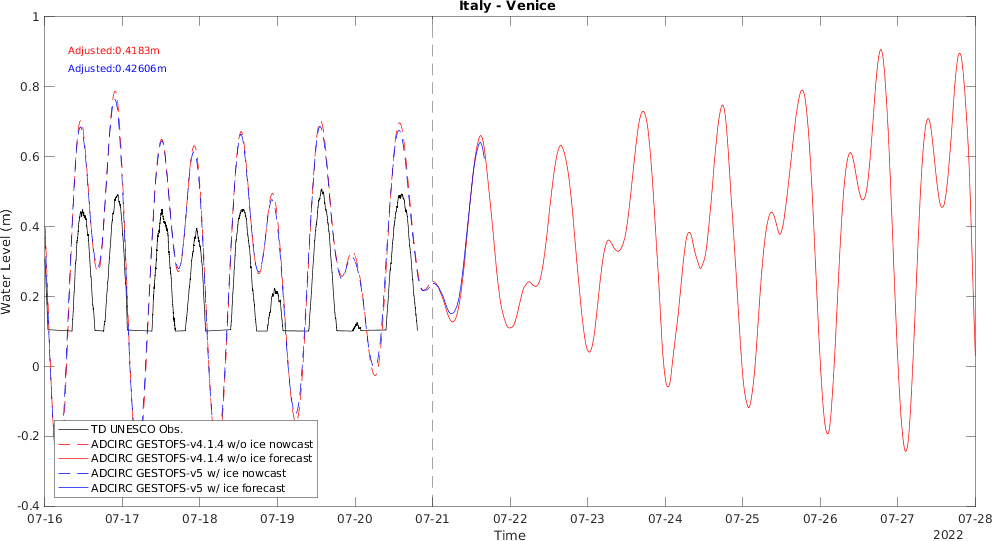 Italy - Venice
Adjusted:0.4183m
Adjusted:0.42606m
Water Level (m)
1
0.8
0.6
0.4
0.2
0
-0.2
-0.4
TD UNESCO Obs.
ADCIRC GESTOFS-v4.1.4 w/o ice nowcast
ADCIRC GESTOFS-v4.1.4 w/o ice forecast
ADCIRC GESTOFS-v5 w/ ice nowcast
ADCIRC GESTOFS-v5 w/ ice forecast
07-16 07-17 07-18 07-19 07-20 07-21 07-22 07-23 07-24 07-25 07-26 07-27 07-28
Time
2022